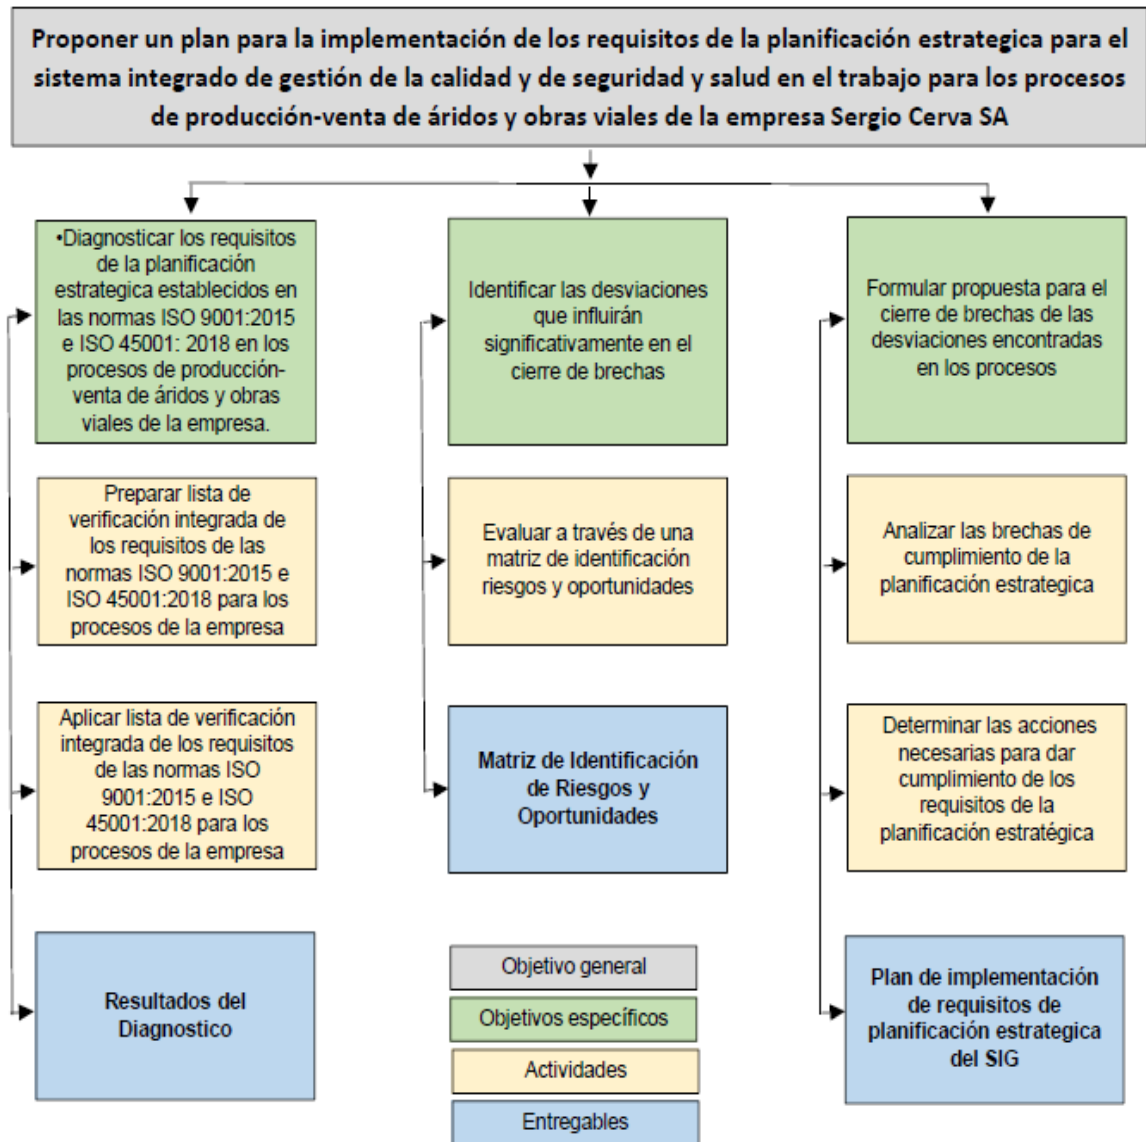 Proponer un plan para la implementación de los requisitos de la planificación estrategica para el
sistema integrado de gestión de la calidad y de seguridad y salud en el trabajo para los procesos
de producción-venta de áridos y obras viales de la empresa Sergio Cerva SA
•Diagnosticar los requisitos
de la planificación
estrategica establecidos en
las normas ISO 9001:2015
e ISO 45001: 2018 en los
procesos de producción-
venta de áridos y obras
viales de la empresa.
Preparar lista de
verificación integrada de
los requisitos de las
normas ISO 9001:2015 e
ISO 45001:2018 para los
procesos de la empresa
Aplicar lista de verificación
integrada de los requisitos
de las normas ISO
9001:2015 e ISO
45001:2018 para los
procesos de la empresa
Resultados del
Diagnostico
Identificar las desviaciones
que influirán
significativamente en el
cierre de brechas
Evaluar a través de una
matriz de identificación
riesgos y oportunidades
Matriz de Identificación
de Riesgos y
Oportunidades
Formular propuesta para el
cierre de brechas de las
desviaciones encontradas
en los procesos
Analizar las brechas de
cumplimiento de la
planificación estrategica
Determinar las acciones
necesarias para dar
cumplimiento de los
requisitos de la
planificación estratégica
Plan de implementación
de requisitos de
planificación estrategica
del SIG
Objetivo general
Objetivos específicos
Actividades
Entregables